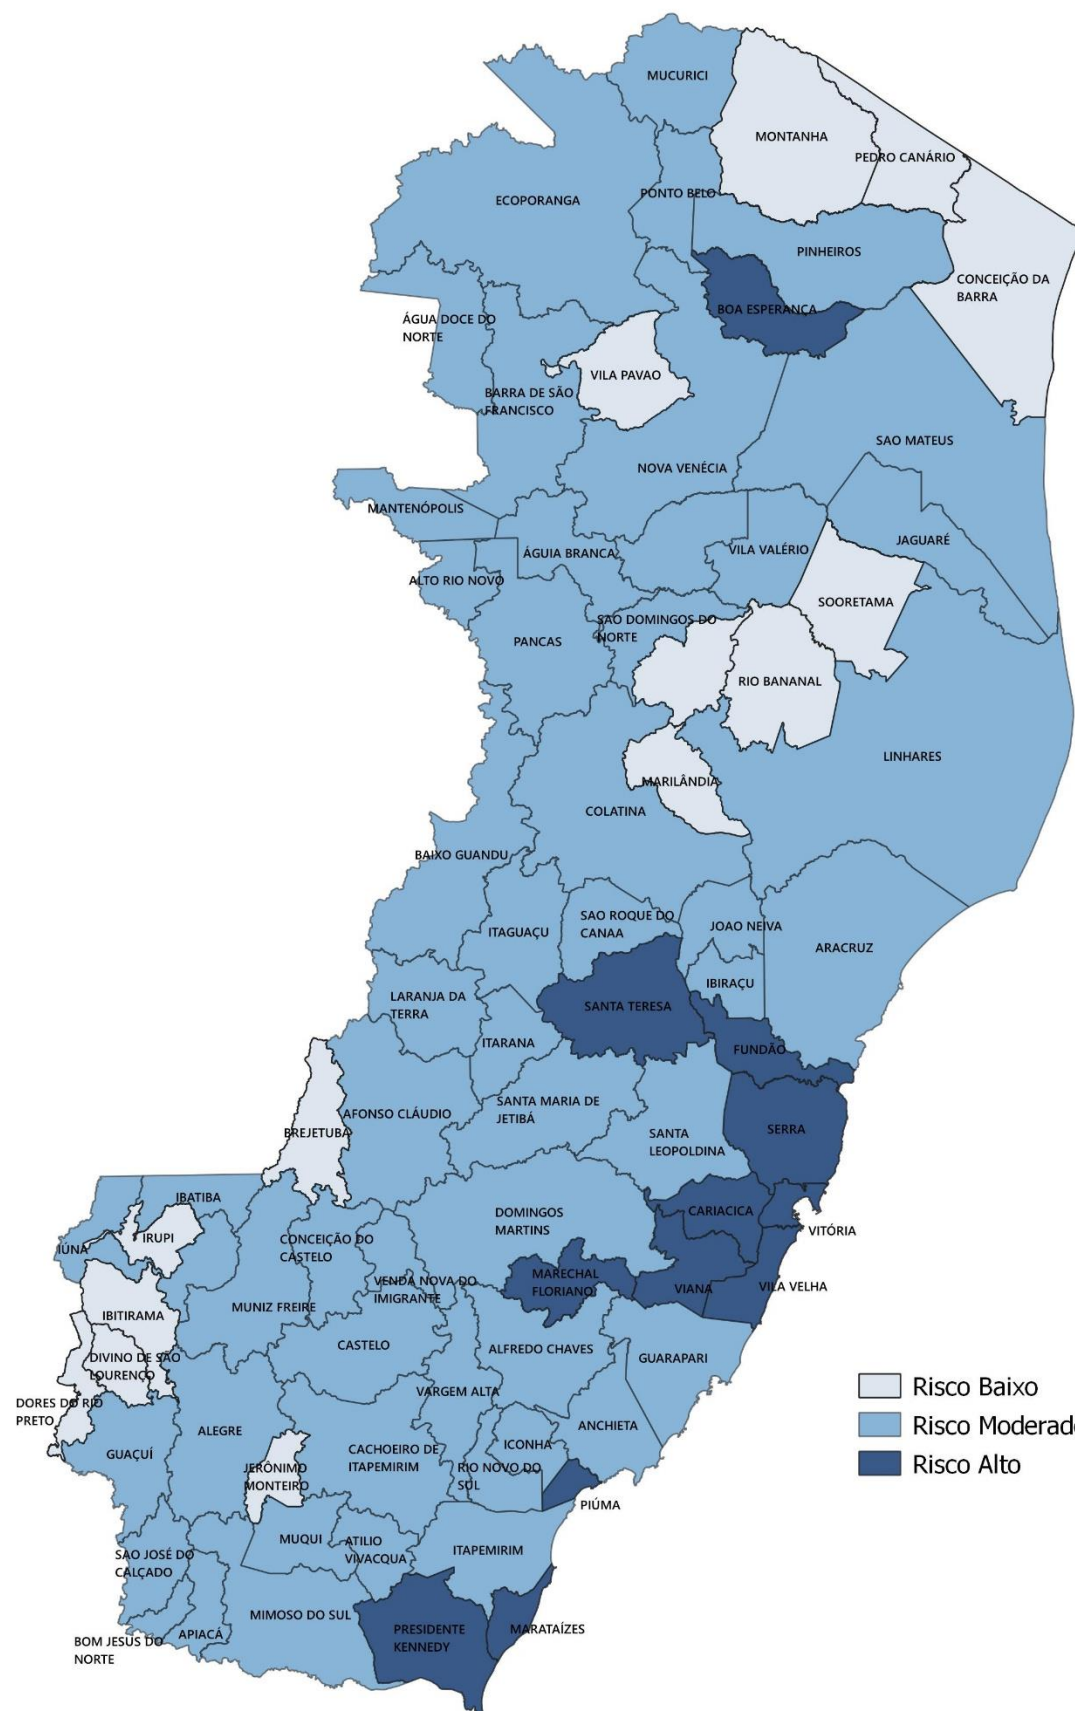 MUCURICI
MONTANHA
PEDRO CANÁRIO
PONTO BELO
ECOPORANGA
PINHEIROS
CONCEIÇÃO DA
BARRA
BOA ESPERANÇA
ÁGUA DOCE DO
NORTE
VILA PAVAO
BARRA DE SÃO
FRANCISCO
SAO MATEUS
NOVA VENÉCIA
MANTENÓPOLIS
JAGUARÉ
VILA VALÉRIO
ÁGUIA BRANCA
ALTO RIO NOVO
SOORETAMA
SAO DOMINGOS DO
NORTE
PANCAS
RIO BANANAL
LINHARES
MARILÂNDIA
COLATINA
BAIXO GUANDU
SAO ROQUE DO
CANAA
JOAO NEIVA
ITAGUAÇU
ARACRUZ
IBIRAÇU
LARANJA DA
TERRA
SANTA TERESA
ITARANA
FUNDÃO
SANTA MARIA DE
JETIBÁ
AFONSO CLÁUDIO
BREJETUBA
SERRA
SANTA
LEOPOLDINA
IBATIBA
DOMINGOS
MARTINS
CARIACICA
VITÓRIA
IRUPI
IÚNA
CONCEIÇÃO DO
CASTELO
MARECHAL
FLORIANO
VENDA NOVA DO
IMIGRANTE
VIANA
VILA VELHA
MUNIZ FREIRE
IBITIRAMA
CASTELO
ALFREDO CHAVES
GUARAPARI
DIVINO DE SÃO
LOURENÇO
VARGEM ALTA
Risco Baixo
DORES DO RIO
PRETO
Risco Moderad
ALEGRE
ANCHIETA
GUAÇUÍ
CACHOEIRO DE
ITAPEMIRIM
ICONHA
Risco Alto
JERÔNIMO
MONTEIRO
RIO NOVO DO
SUL
PIÚMA
MUQUI
ATILIO
VIVACQUA
ITAPEMIRIM
SAO JOSÉ DO
CALÇADO
MIMOSO DO SUL
PRESIDENTE
KENNEDY
MARATAÍZES
APIACÁ
BOM JESUS DO
NORTE